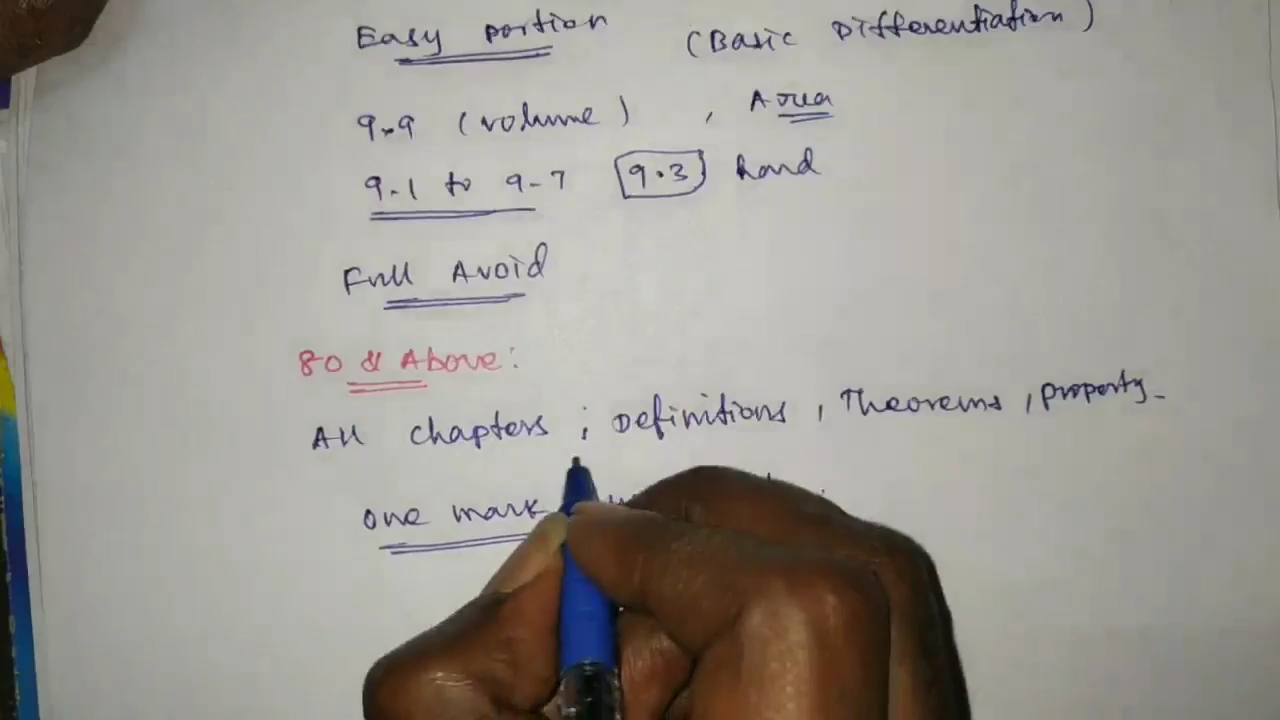 Easy portion (Basic Differentiation)
9.9 (volume) , Area
9.1 to 9-7 9.3 hard
Full Avoid
80 & Above:
All chapters ; Definitions , Theorems , property
one mark